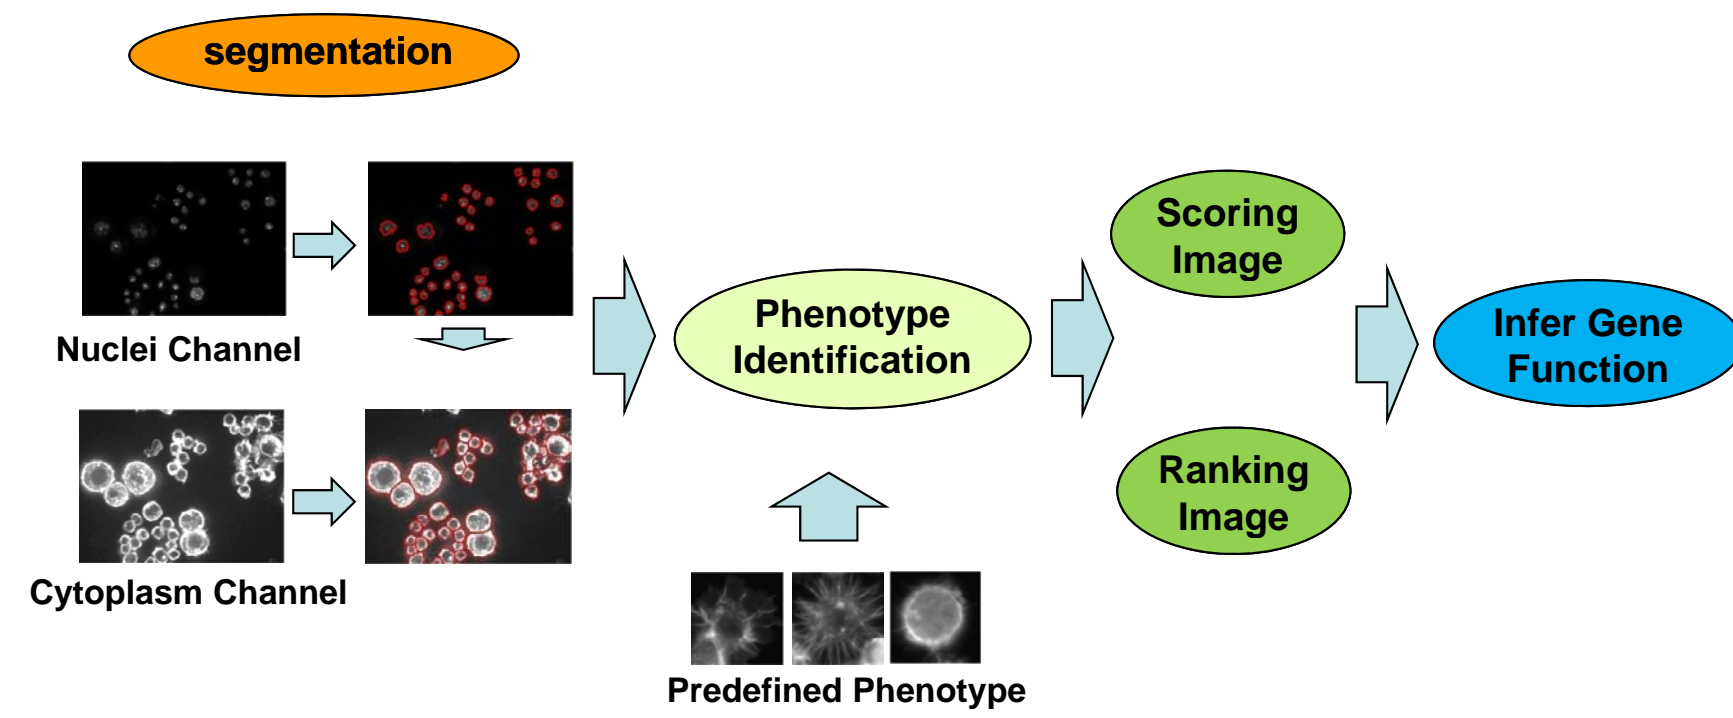 segmentation
Nuclei Channel
Cytoplasm Channel
Phenotype
Identification
Predefined Phenotype
Scoring
Image
Ranking
Image
Infer Gene
Function